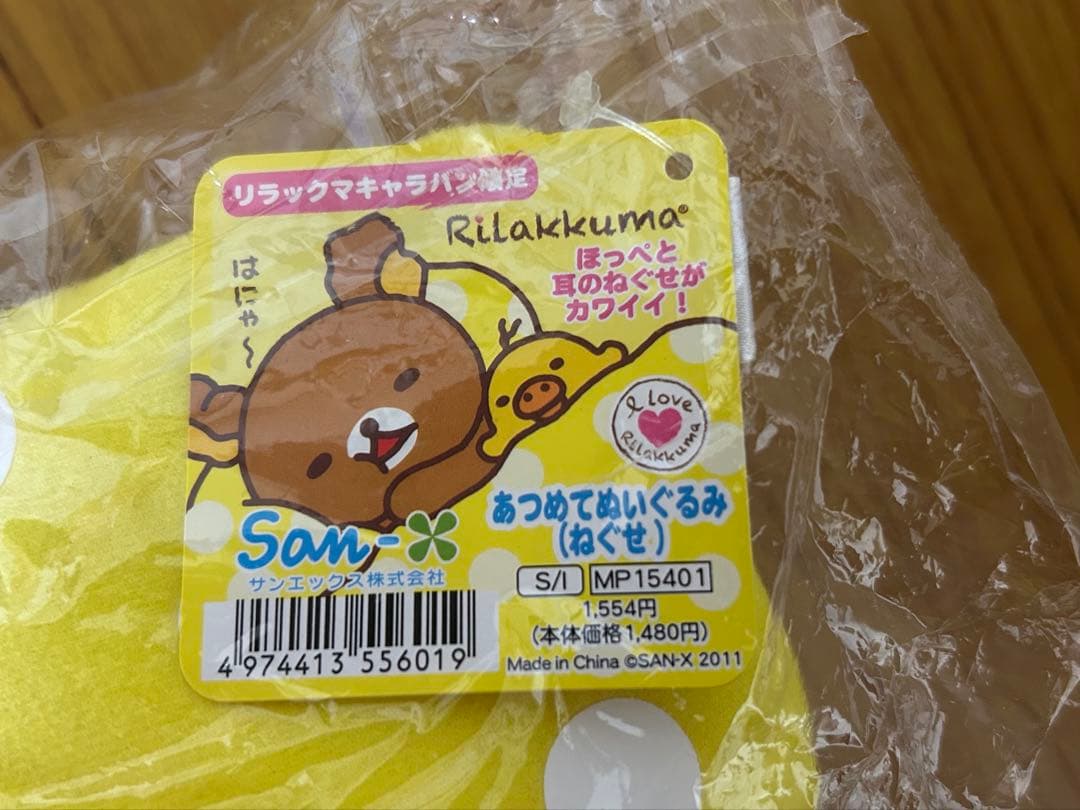 リラックマキャラバン限定
Rilakkuma®
はにゃ〜
ほっぺと
耳のねぐせが
カワイイ!
I Love
Rilakkuma
あつめてぬいぐるみ
(ねぐせ)
San-X
サンエックス株式会社
S/I MP15401
1,554円
(本体価格1,480円)
Made in China ©SAN-X 2011
4 974413 556019